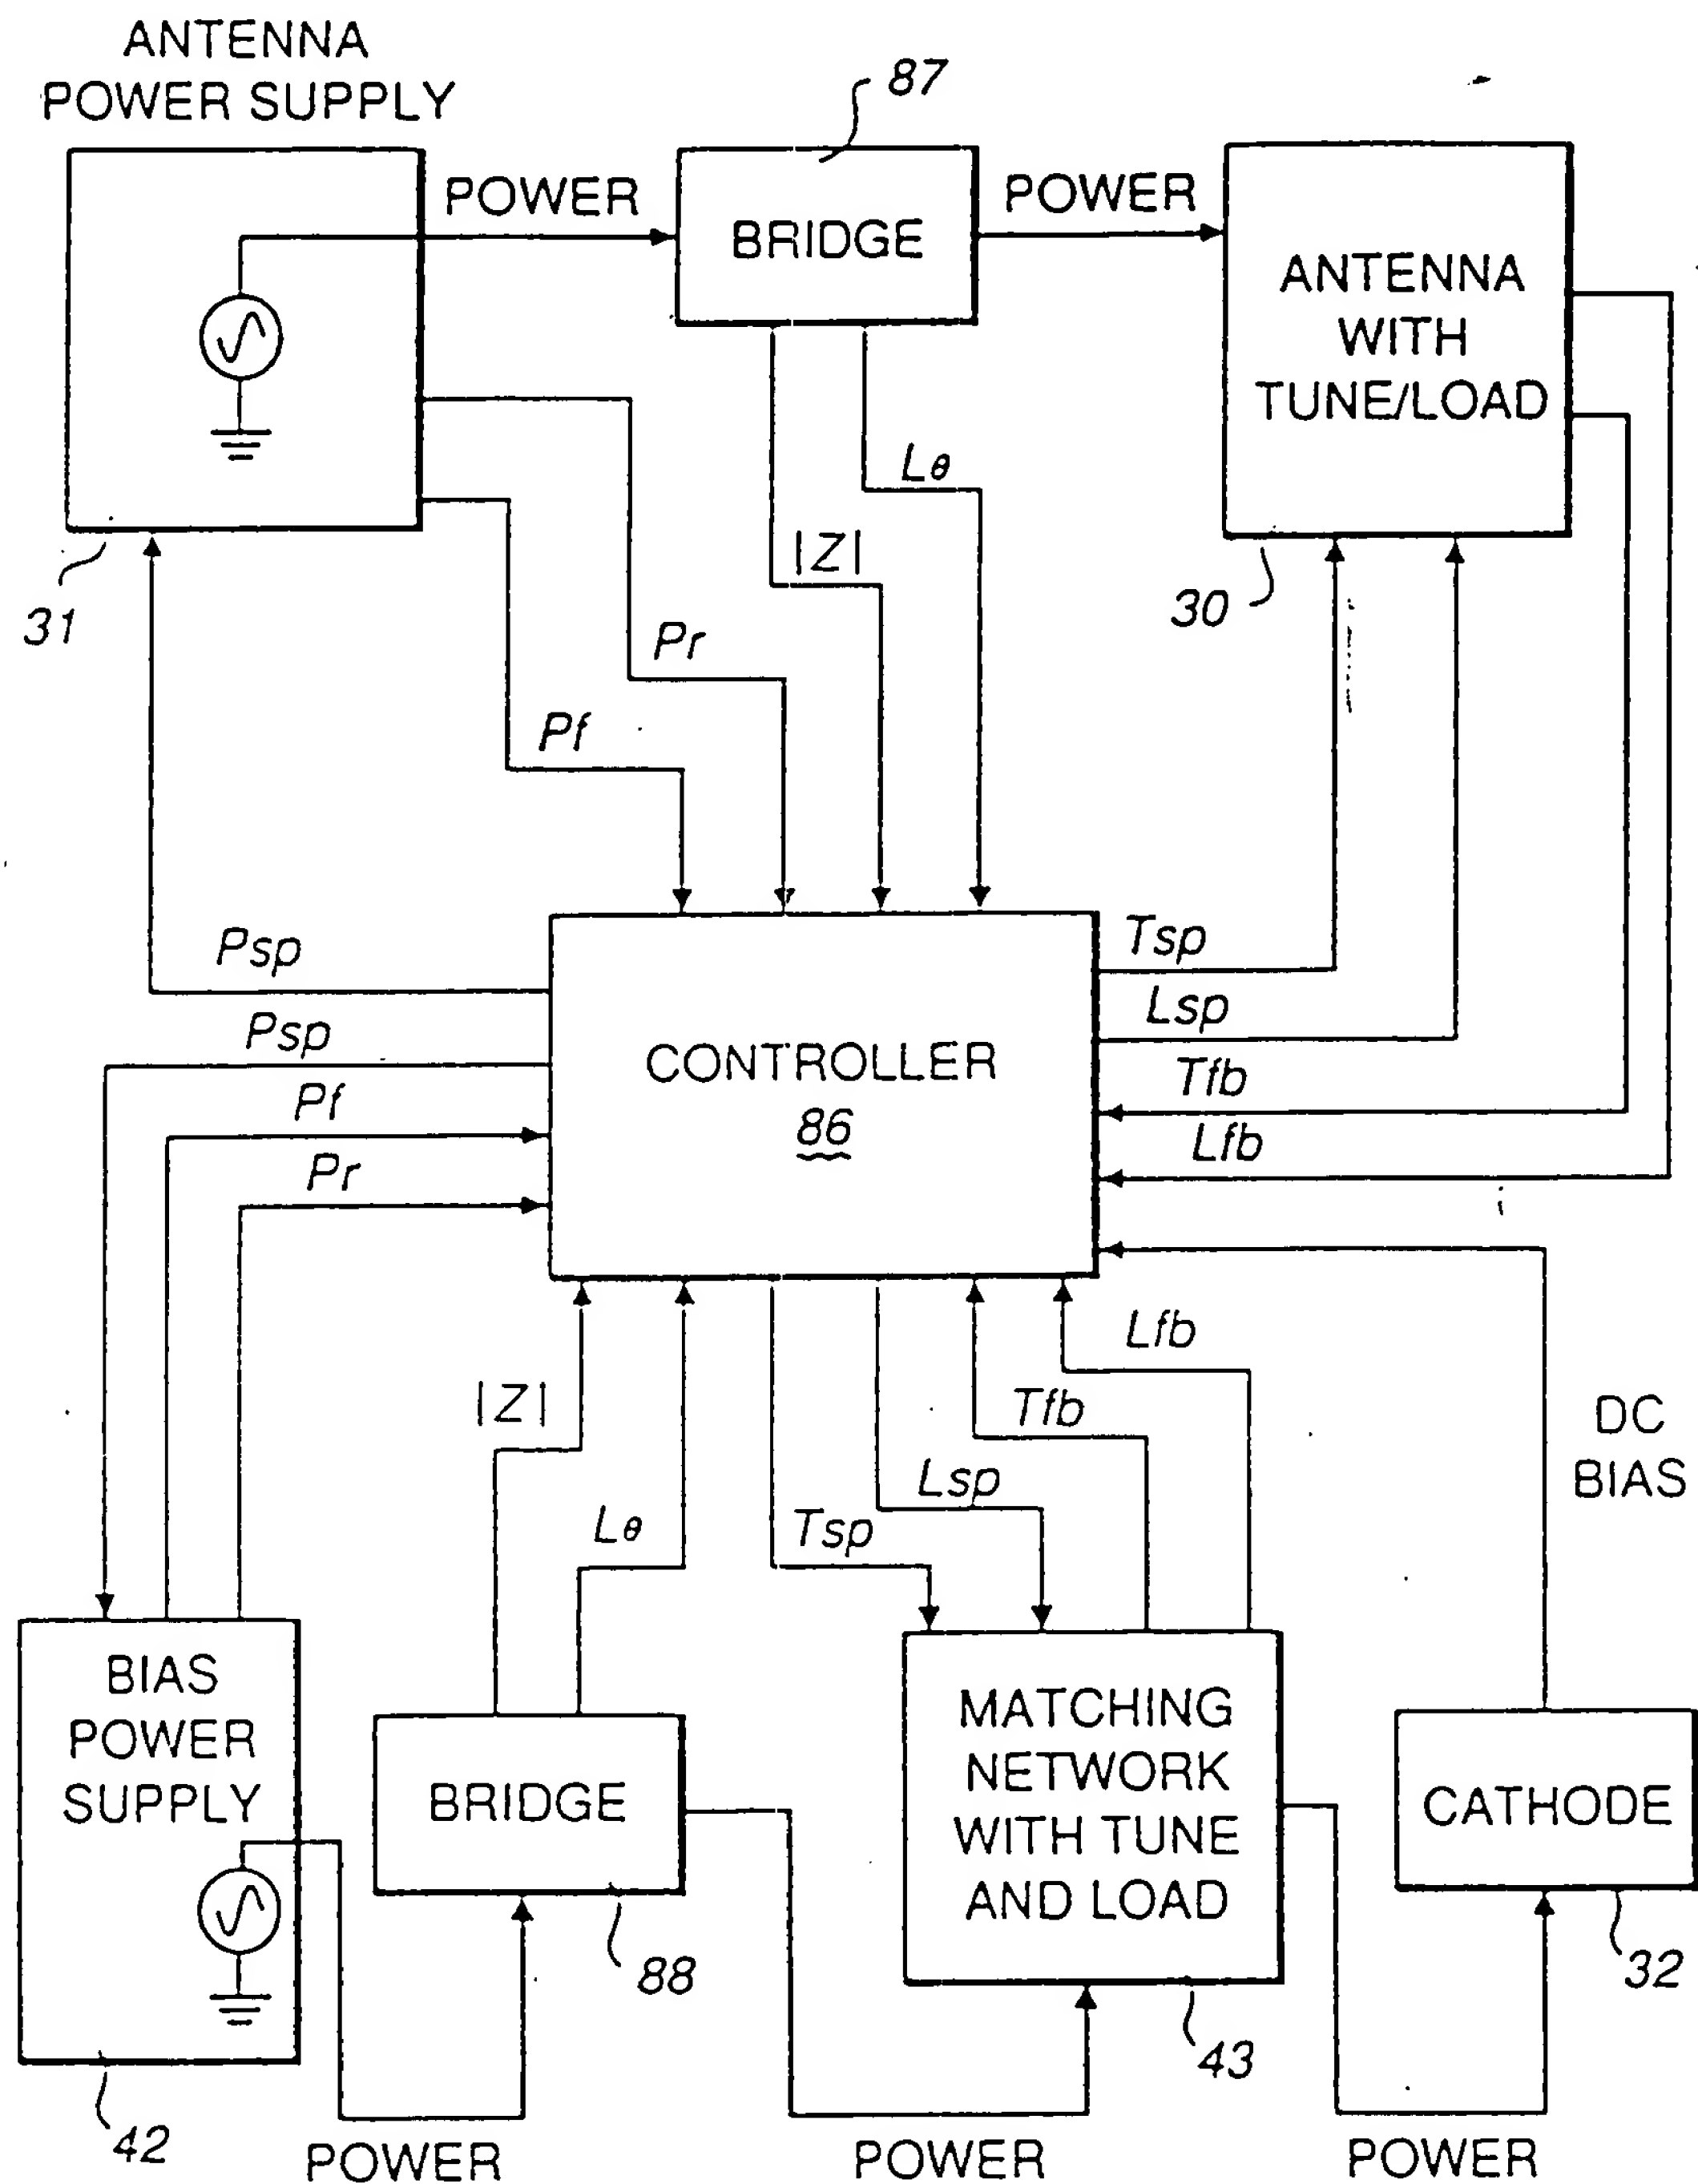 ANTENNA
POWER SUPPLY
87
POWER
BRIDGE
POWER
ANTENNA
WITH
TUNE/LOAD
Lθ
|Z|
31
30
Pr
Pf
Psp
Tsp
Psp
Lsp
CONTROLLER
86
Pf
Tfb
Pr
Lfb
|Z|
Lfb
Tfb
DC
BIAS
Lθ
Tsp
Lsp
BIAS
POWER
SUPPLY
BRIDGE
MATCHING
NETWORK
WITH TUNE
AND LOAD
CATHODE
88
32
43
42
POWER
POWER
POWER